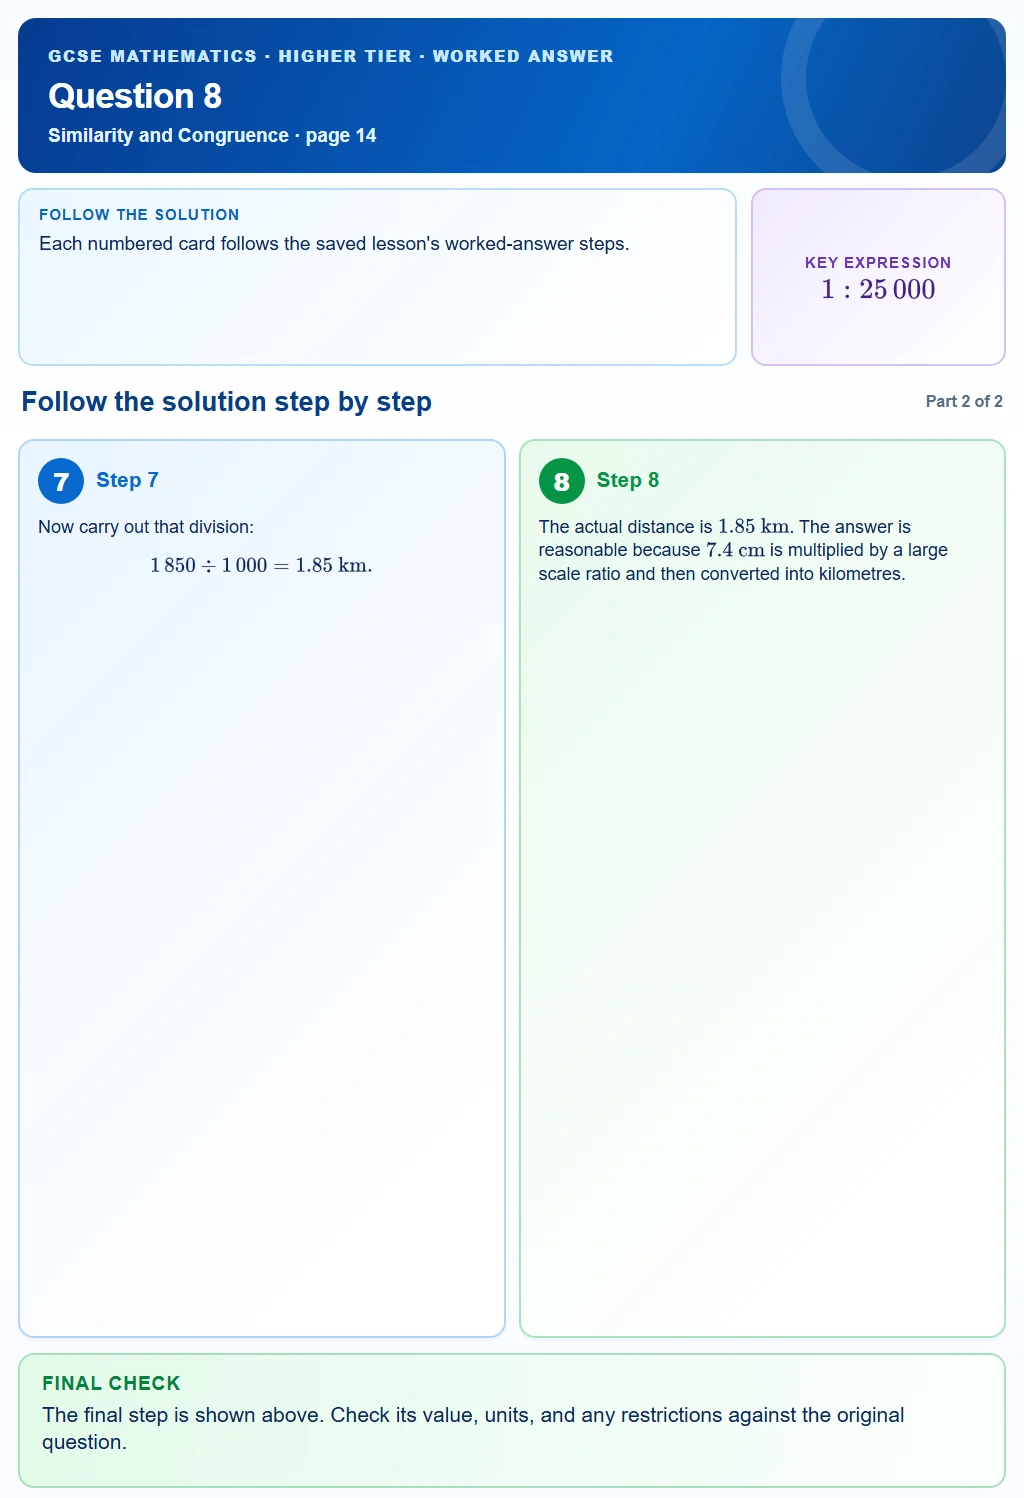 GCSE MATHEMATICS · HIGHER TIER · WORKED ANSWER
Question 8
Similarity and Congruence · page 14
FOLLOW THE SOLUTION
Each numbered card follows the saved lesson's worked-answer steps.
KEY EXPRESSION
1 : 25 000
Follow the solution step by step
Part 2 of 2
7 Step 7
Now carry out that division:
1 850 ÷ 1 000 = 1.85 km.
8 Step 8
The actual distance is 1.85 km. The answer is
reasonable because 7.4 cm is multiplied by a large
scale ratio and then converted into kilometres.
FINAL CHECK
The final step is shown above. Check its value, units, and any restrictions against the original
question.